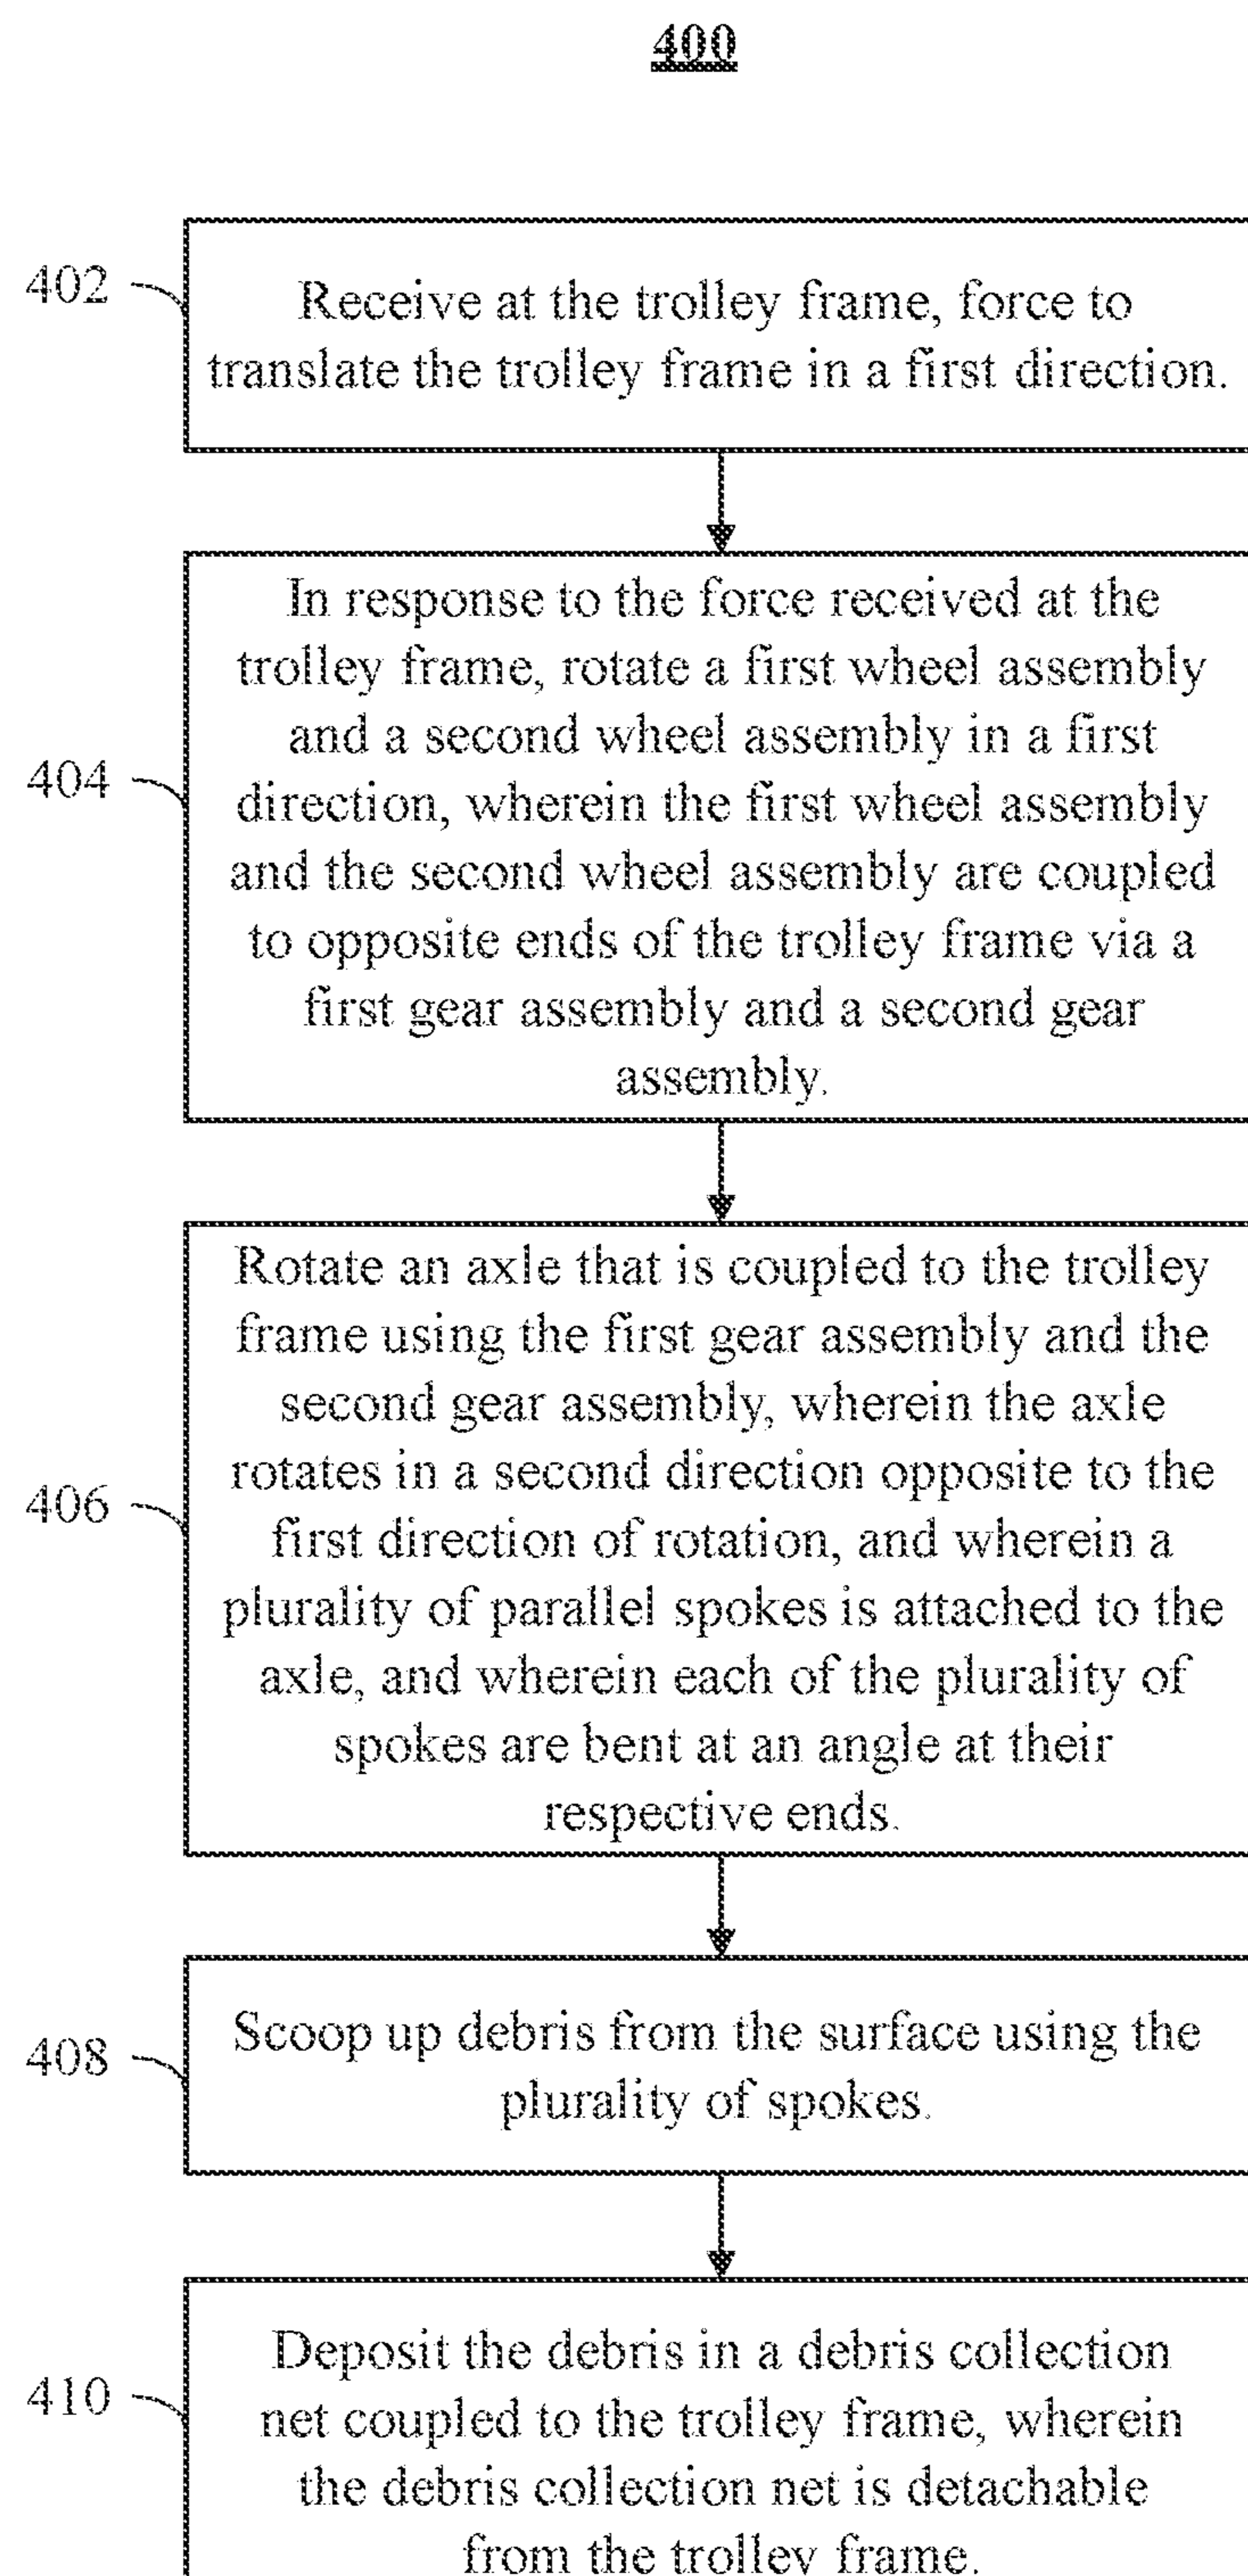 400
402
Receive at the trolley frame, force to
translate the trolley frame in a first direction.
404
In response to the force received at the
trolley frame, rotate a first wheel assembly
and a second wheel assembly in a first
direction, wherein the first wheel assembly
and the second wheel assembly are coupled
to opposite ends of the trolley frame via a
first gear assembly and a second gear
assembly.
406
Rotate an axle that is coupled to the trolley
frame using the first gear assembly and the
second gear assembly, wherein the axle
rotates in a second direction opposite to the
first direction of rotation, and wherein a
plurality of parallel spokes is attached to the
axle, and wherein each of the plurality of
spokes are bent at an angle at their
respective ends.
408
Scoop up debris from the surface using the
plurality of spokes.
410
Deposit the debris in a debris collection
net coupled to the trolley frame, wherein
the debris collection net is detachable
from the trolley frame.